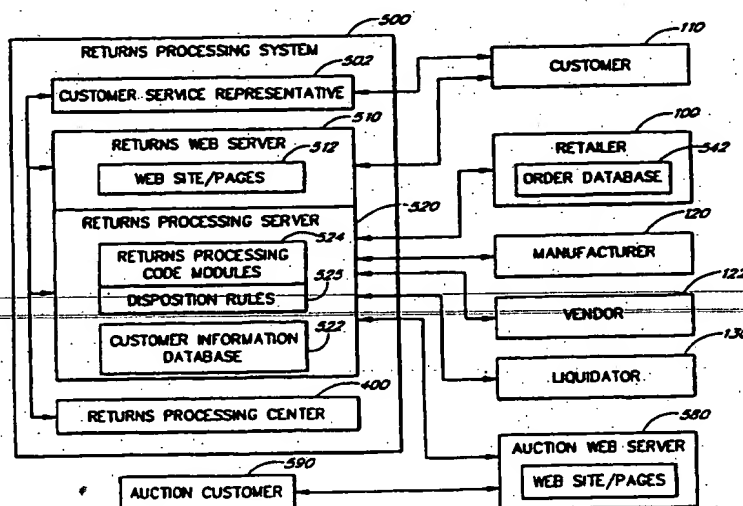 500
RETURNS PROCESSING SYSTEM
502
CUSTOMER SERVICE REPRESENTATIVE
510
RETURNS WEB SERVER
512
WEB SITE/PAGES
RETURNS PROCESSING SERVER
520
524
RETURNS PROCESSING
CODE MODULES
525
DISPOSITION RULES
522
CUSTOMER INFORMATION
DATABASE
400
RETURNS PROCESSING CENTER
590
AUCTION CUSTOMER
110
CUSTOMER
100
RETAILER
542
ORDER DATABASE
120
MANUFACTURER
122
VENDOR
130
LIQUIDATOR
580
AUCTION WEB SERVER
WEB SITE/PAGES